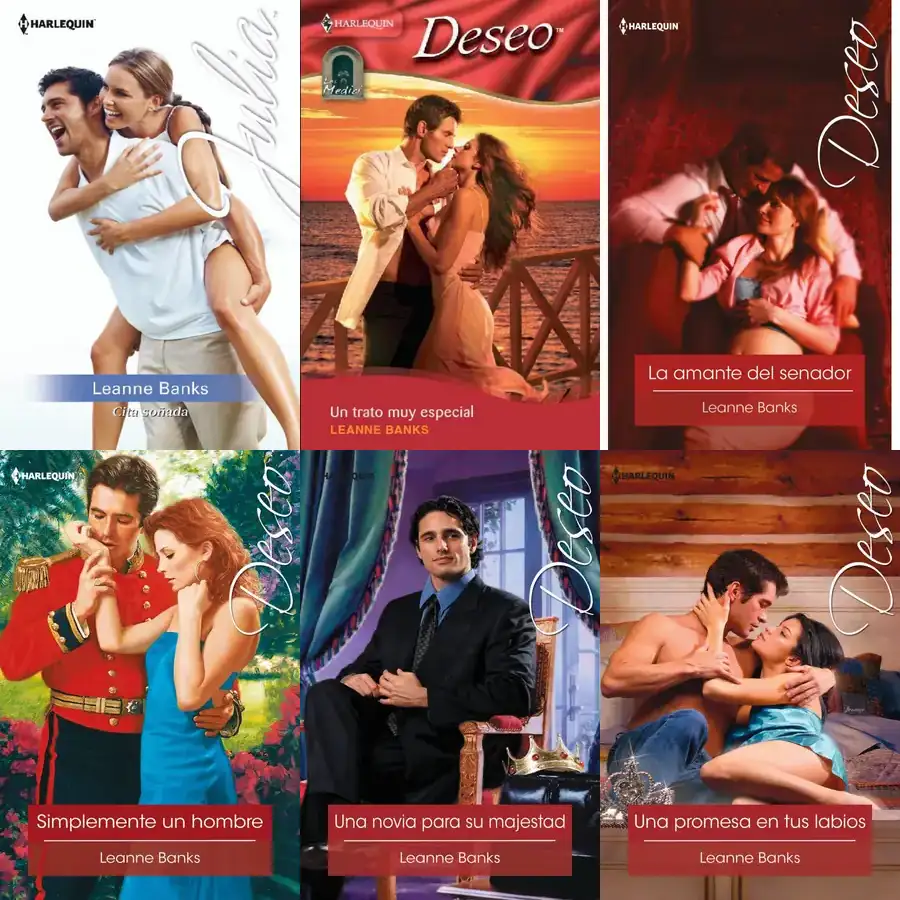 HARLEQUIN
Julia
Leanne Banks
Cita soñada
HARLEQUIN
Deseo™
Los
Medici
Un trato muy especial
LEANNE BANKS
HARLEQUIN
Deseo
La amante del senador
Leanne Banks
HARLEQUIN
Deseo
Simplemente un hombre
Leanne Banks
HARLEQUIN
Deseo
Una novia para su majestad
Leanne Banks
HARLEQUIN
Deseo
Una promesa en tus labios
Leanne Banks